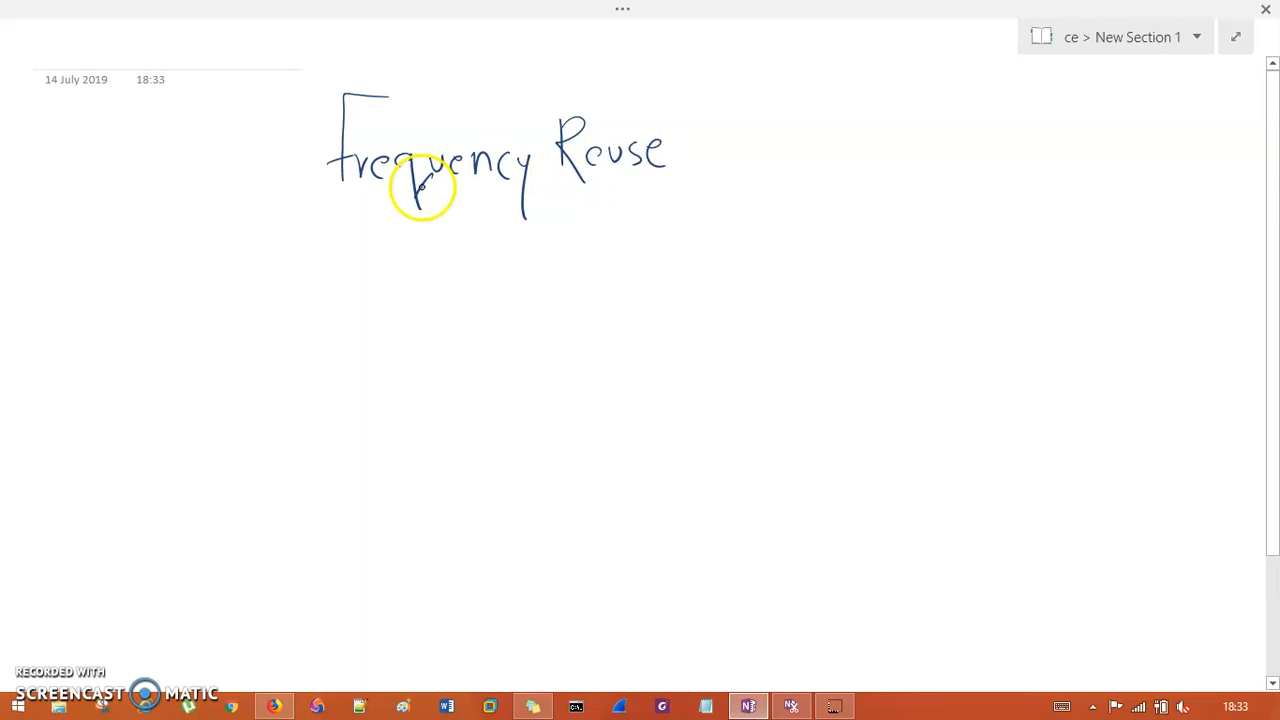 ce > New Section 1
14 July 2019 18:33
Frequency Reuse
RECORDED WITH
SCREENCAST MATIC
18:33